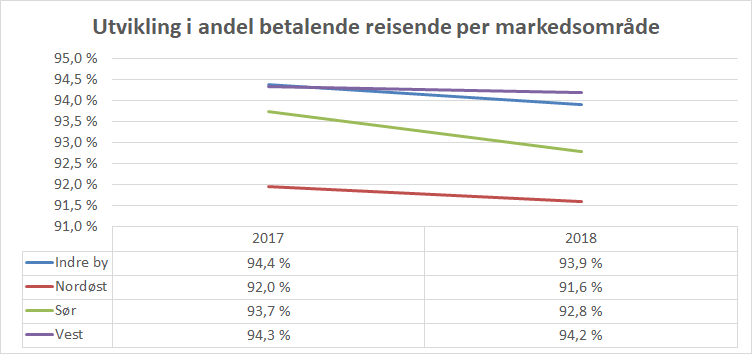 Utvikling i andel betalende reisende per markedsområde
95,0 %
94,5 %
94,0 %
93,5 %
93,0 %
92,5 %
92,0 %
91,5 %
91,0 %
2017 2018
Indre by 94,4 % 93,9 %
Nordøst 92,0 % 91,6 %
Sør 93,7 % 92,8 %
Vest 94,3 % 94,2 %